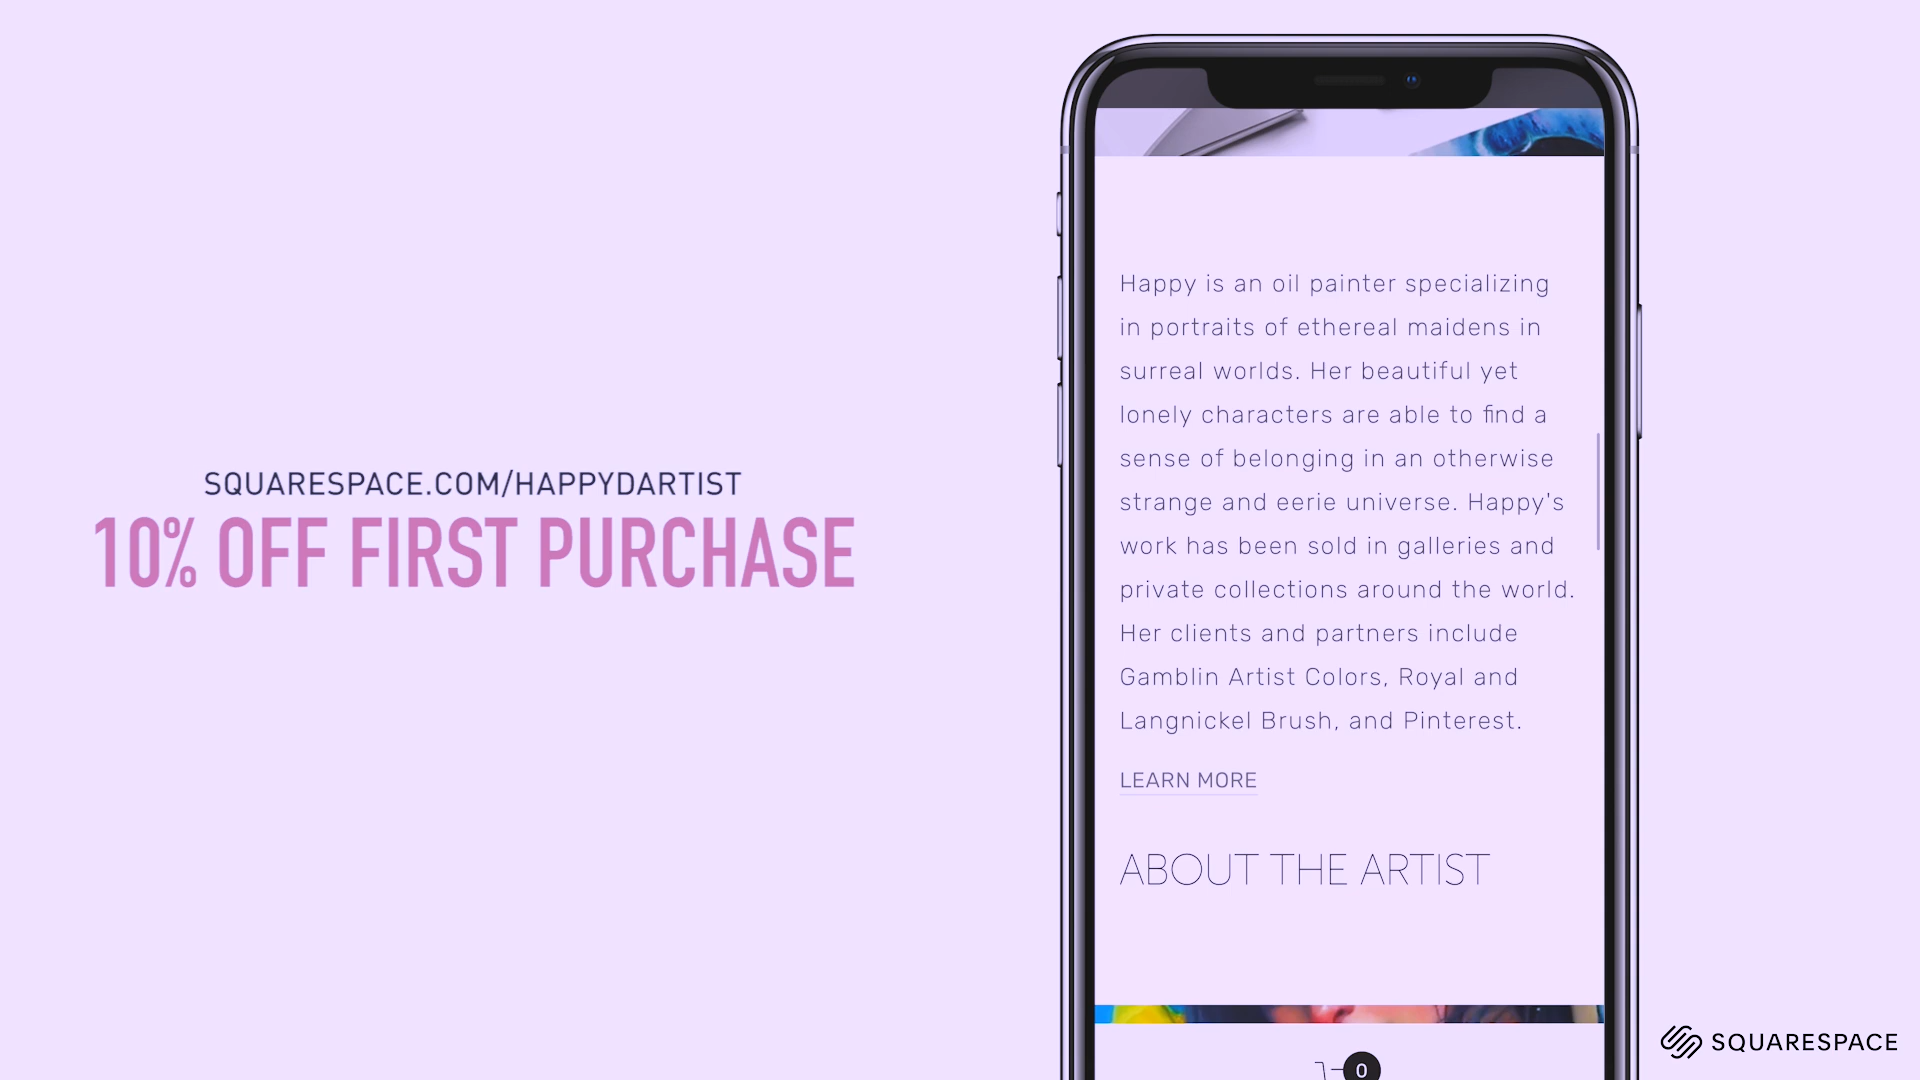 SQUARESPACE.COM/HAPPYDARTIST
10% OFF FIRST PURCHASE
Happy is an oil painter specializing
in portraits of ethereal maidens in
surreal worlds. Her beautiful yet
lonely characters are able to find a
sense of belonging in an otherwise
strange and eerie universe. Happy's
work has been sold in galleries and
private collections around the world.
Her clients and partners include
Gamblin Artist Colors, Royal and
Langnickel Brush, and Pinterest.
LEARN MORE
ABOUT THE ARTIST
0
SQUARESPACE